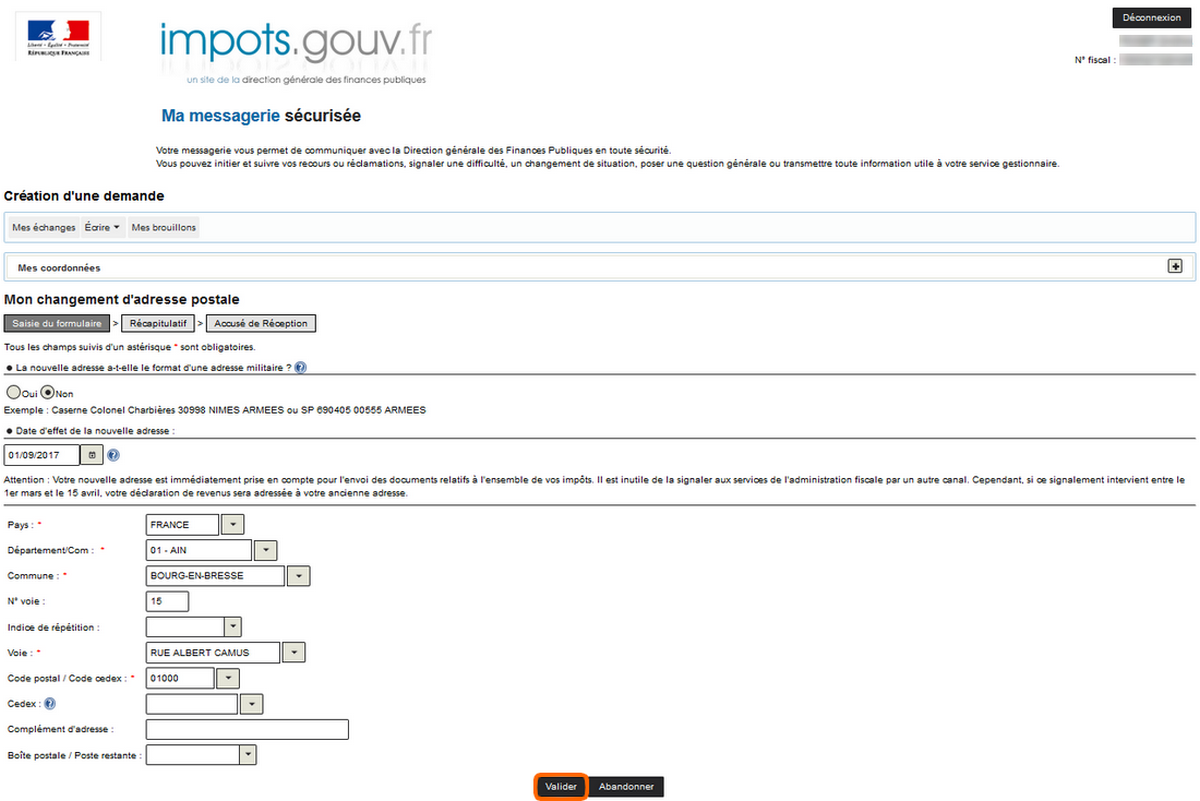 Déconnexion
Liberté • Égalité • Fraternité
RÉPUBLIQUE FRANÇAISE
impots.gouv.fr
N° fiscal :
un site de la direction générale des finances publiques
Ma messagerie sécurisée
Votre messagerie vous permet de communiquer avec la Direction générale des Finances Publiques en toute sécurité.
Vous pouvez initier et suivre vos recours ou réclamations, signaler une difficulté, un changement de situation, poser une question générale ou transmettre toute information utile à votre service gestionnaire.
Création d'une demande
Mes échanges Écrire Mes brouillons
Mes coordonnées
Mon changement d'adresse postale
Saisie du formulaire > Récapitulatif > Accusé de Réception
Tous les champs suivis d'un astérisque * sont obligatoires.
• La nouvelle adresse a-t-elle le format d'une adresse militaire ?
Oui Non
Exemple : Caserne Colonel Charbières 30998 NIMES ARMEES ou SP 690405 00555 ARMEES
• Date d'effet de la nouvelle adresse :
01/09/2017
Attention : Votre nouvelle adresse est immédiatement prise en compte pour l'envoi des documents relatifs à l'ensemble de vos impôts. Il est inutile de la signaler aux services de l'administration fiscale par un autre canal. Cependant, si ce signalement intervient entre le
1er mars et le 15 avril, votre déclaration de revenus sera adressée à votre ancienne adresse.
Pays : * FRANCE
Département/Com : * 01 - AIN
Commune : * BOURG-EN-BRESSE
N° voie : 15
Indice de répétition :
Voie : * RUE ALBERT CAMUS
Code postal / Code cedex : * 01000
Cedex :
Complément d'adresse :
Boîte postale / Poste restante :
Valider Abandonner